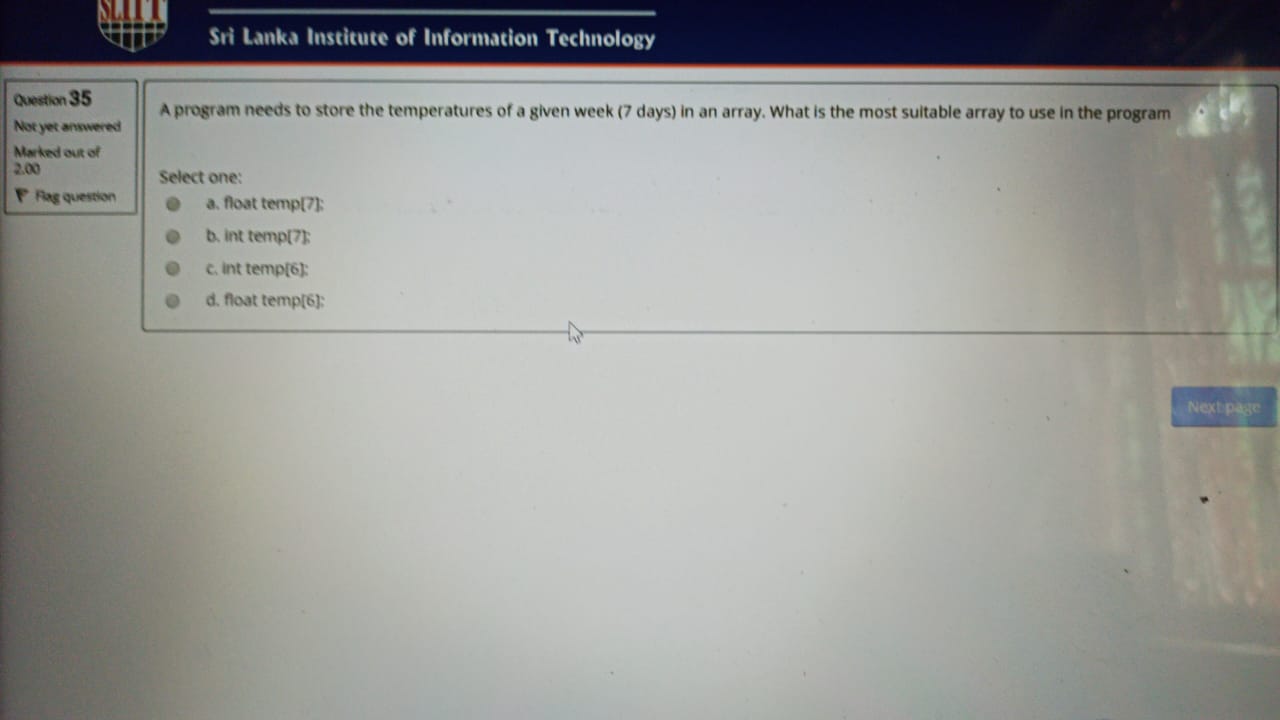 SLIIT
Sri Lanka Institute of Information Technology
Question 35
Not yet answered
Marked out of
2.00
Flag question
A program needs to store the temperatures of a given week (7 days) in an array. What is the most suitable array to use in the program
Select one:
a. float temp[7];
b. int temp[7];
c. int temp[6];
d. float temp[6];
Next page